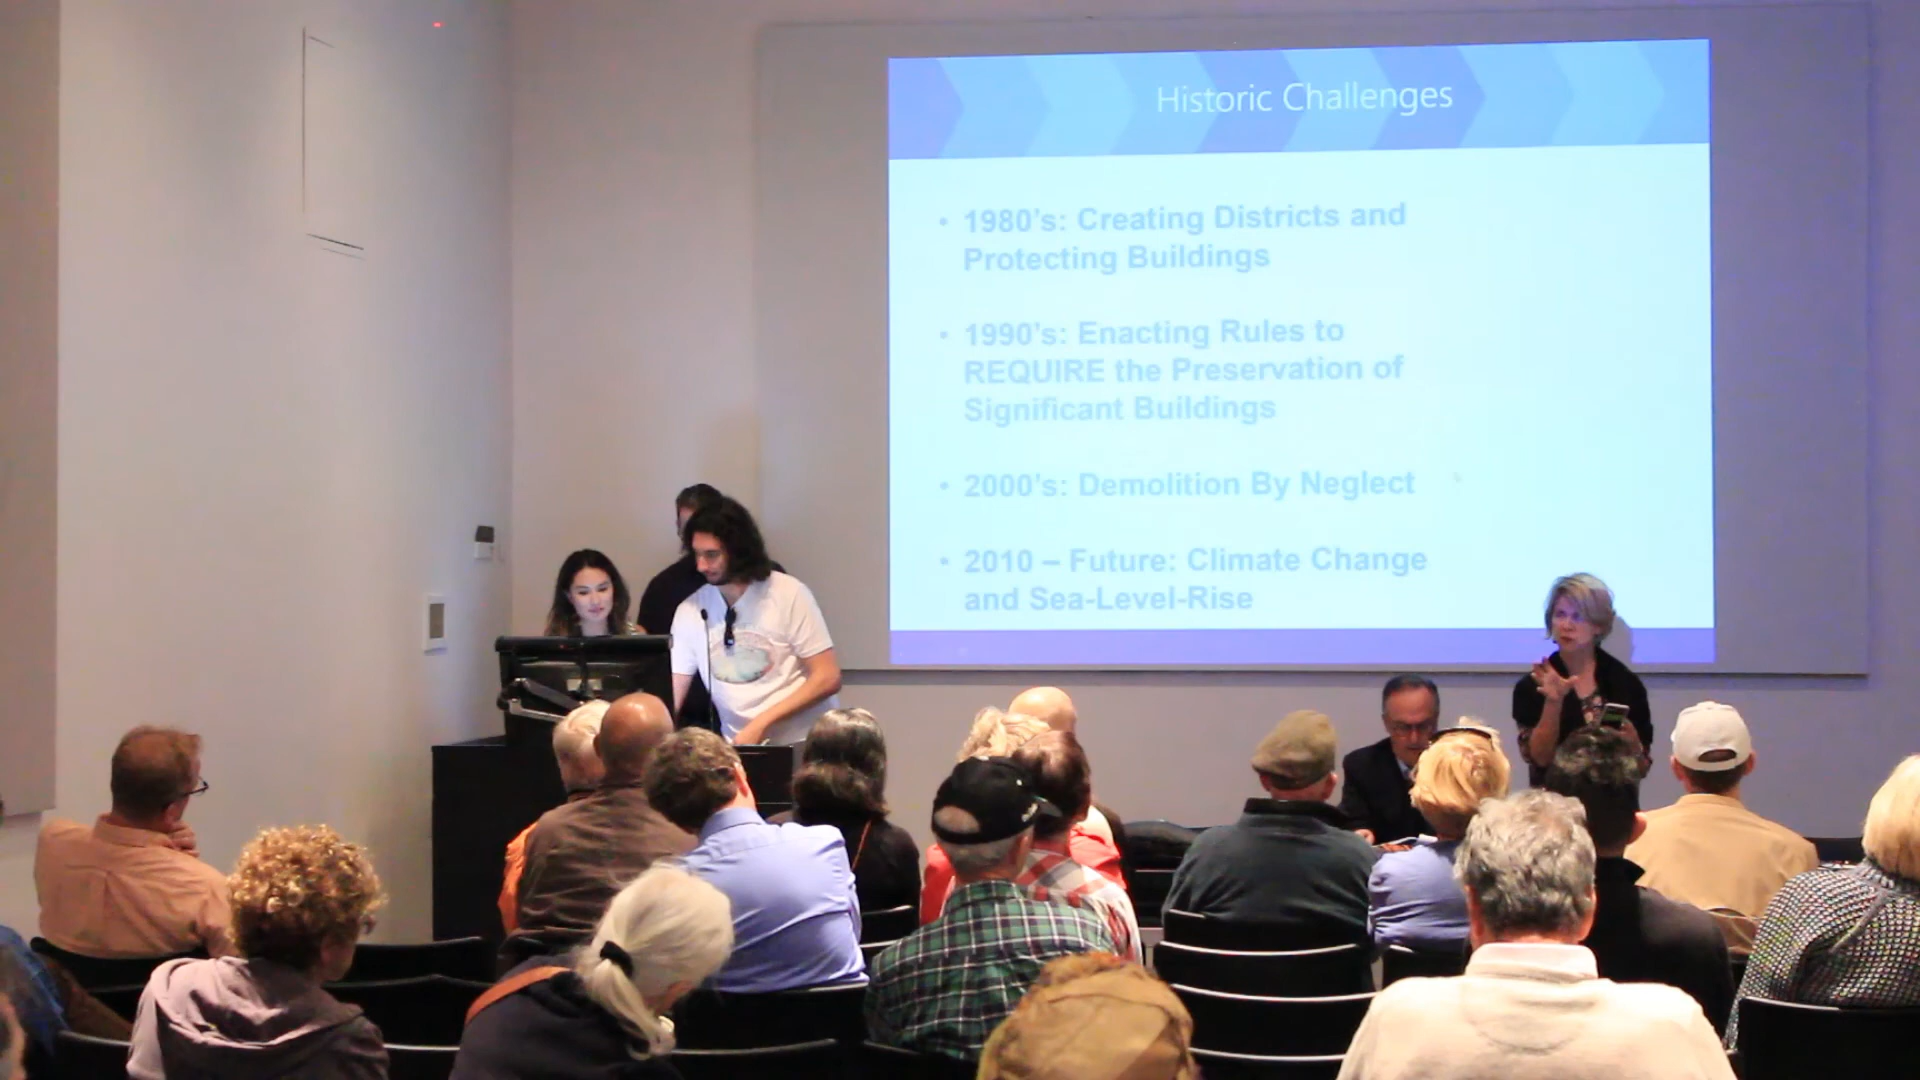 Historic Challenges
• 1980's: Creating Districts and
Protecting Buildings
• 1990's: Enacting Rules to
REQUIRE the Preservation of
Significant Buildings
• 2000's: Demolition By Neglect
• 2010 – Future: Climate Change
and Sea-Level-Rise